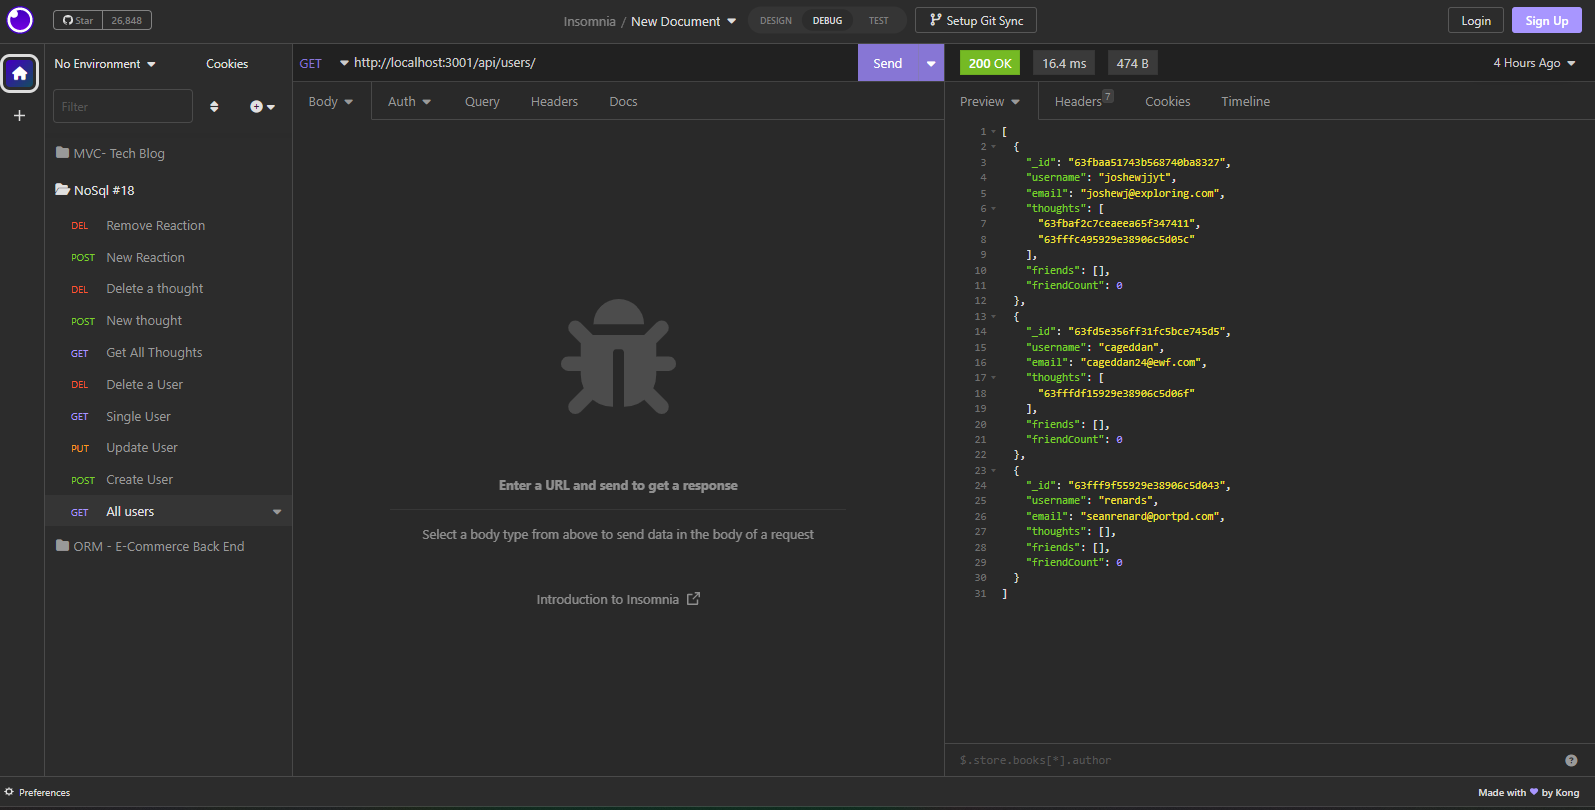 Star 26,848
Insomnia / New Document
DESIGN DEBUG TEST
Setup Git Sync
Login Sign Up
No Environment Cookies
Filter
MVC- Tech Blog
NoSql #18
DEL Remove Reaction
POST New Reaction
DEL Delete a thought
POST New thought
GET Get All Thoughts
DEL Delete a User
GET Single User
PUT Update User
POST Create User
GET All users
ORM - E-Commerce Back End
GET http://localhost:3001/api/users/ Send
Body Auth Query Headers Docs
Enter a URL and send to get a response
Select a body type from above to send data in the body of a request
Introduction to Insomnia
200 OK 16.4 ms 474 B 4 Hours Ago
Preview Headers 7 Cookies Timeline
1 [
2 {
3 "_id": "63fbaa51743b568740ba8327",
4 "username": "joshewjjyt",
5 "email": "joshewj@exploring.com",
6 "thoughts": [
7 "63fbaf2c7ceaeea65f347411",
8 "63fffc495929e38906c5d05c"
9 ],
10 "friends": [],
11 "friendCount": 0
12 },
13 {
14 "_id": "63fd5e356ff31fc5bce745d5",
15 "username": "cageddan",
16 "email": "cageddan24@ewf.com",
17 "thoughts": [
18 "63fffdf15929e38906c5d06f"
19 ],
20 "friends": [],
21 "friendCount": 0
22 },
23 {
24 "_id": "63fff9f55929e38906c5d043",
25 "username": "renards",
26 "email": "seanrenard@portpd.com",
27 "thoughts": [],
28 "friends": [],
29 "friendCount": 0
30 }
31 ]
$.store.books[*].author ?
Preferences
Made with ❤ by Kong